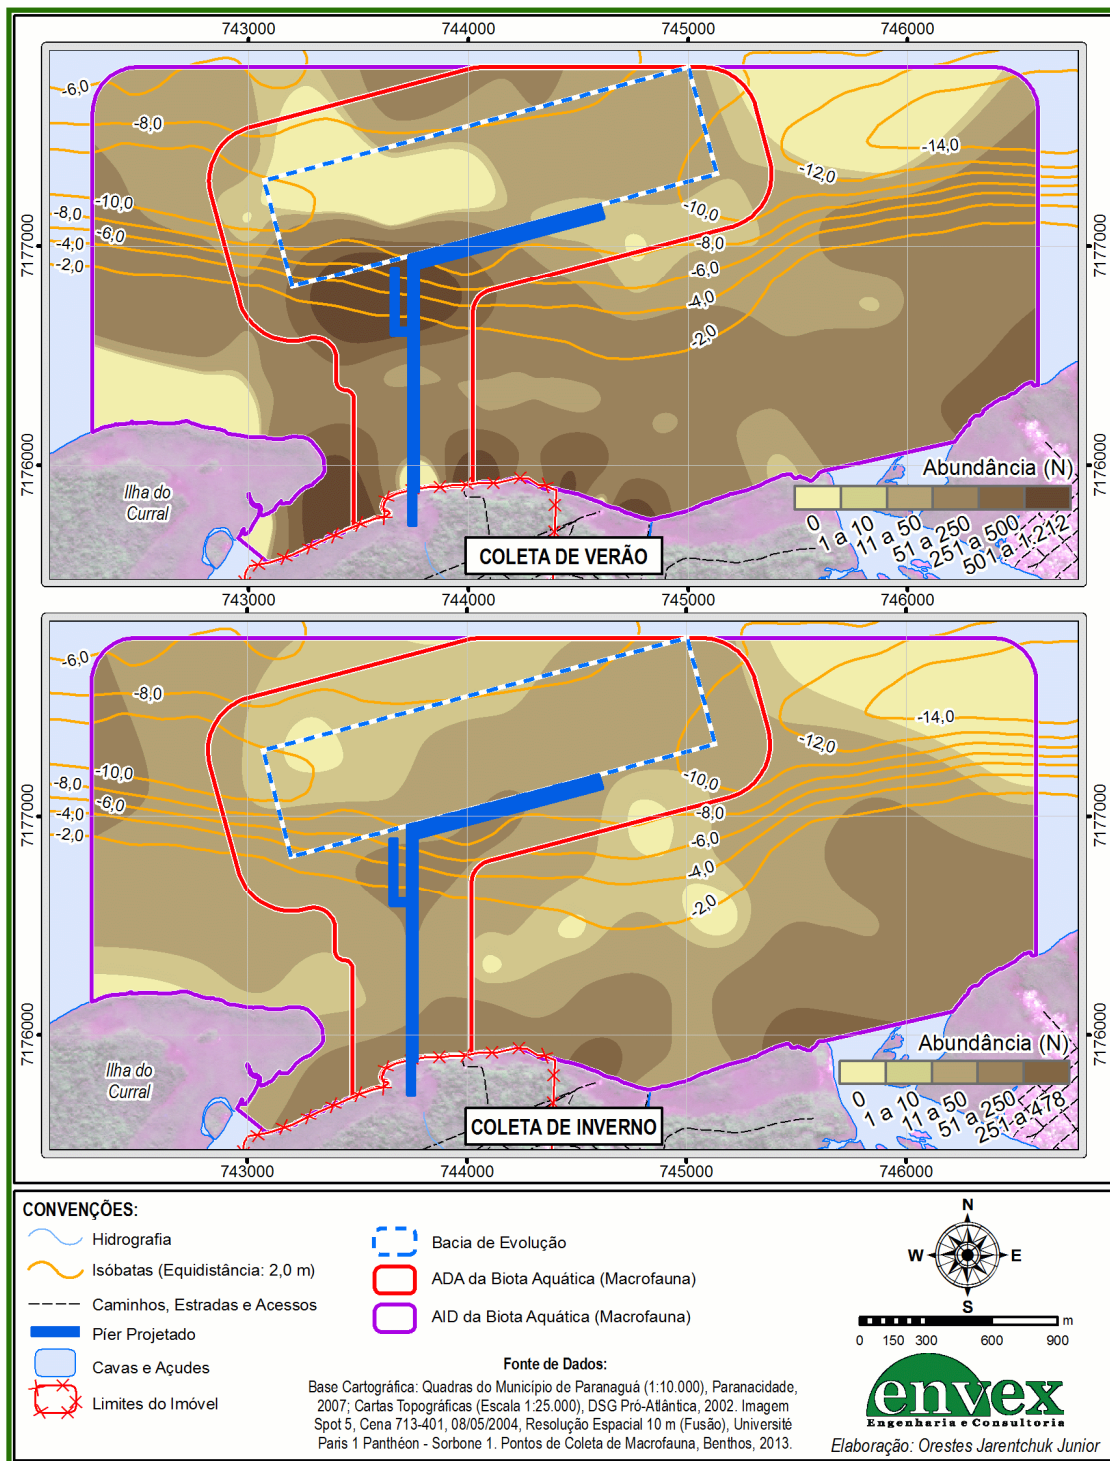 743000 744000 745000 746000
-6,0
-8,0
-14,0
-12,0
-10,0
-8,0
-4,0
-6,0
-2,0
-10,0
-8,0
-6,0
-4,0
-2,0
7177000
7177000
7176000
7176000
Ilha do
Curral
Abundância (N)
0
1 a 10
11 a 50
51 a 250
251 a 500
501 a 1.212
COLETA DE VERÃO
743000 744000 745000 746000
-6,0
-8,0
-14,0
-12,0
-10,0
-8,0
-6,0
-4,0
-2,0
-10,0
-8,0
-6,0
-4,0
-2,0
7177000
7177000
7176000
7176000
Ilha do
Curral
Abundância (N)
0
1 a 10
11 a 50
51 a 250
251 a 478
COLETA DE INVERNO
743000 744000 745000 746000
CONVENÇÕES:
Hidrografia
Isóbatas (Equidistância: 2,0 m)
Caminhos, Estradas e Acessos
Píer Projetado
Cavas e Açudes
Limites do Imóvel
Bacia de Evolução
ADA da Biota Aquática (Macrofauna)
AID da Biota Aquática (Macrofauna)
N
W E
S
m
0 150 300 600 900
Fonte de Dados:
Base Cartográfica: Quadras do Município de Paranaguá (1:10.000), Paranacidade,
2007; Cartas Topográficas (Escala 1:25.000), DSG Pró-Atlântica, 2002. Imagem
Spot 5, Cena 713-401, 08/05/2004, Resolução Espacial 10 m (Fusão), Université
Paris 1 Panthéon - Sorbone 1. Pontos de Coleta de Macrofauna, Benthos, 2013.
envex
Engenharia e Consultoria
Elaboração: Orestes Jarentchuk Junior